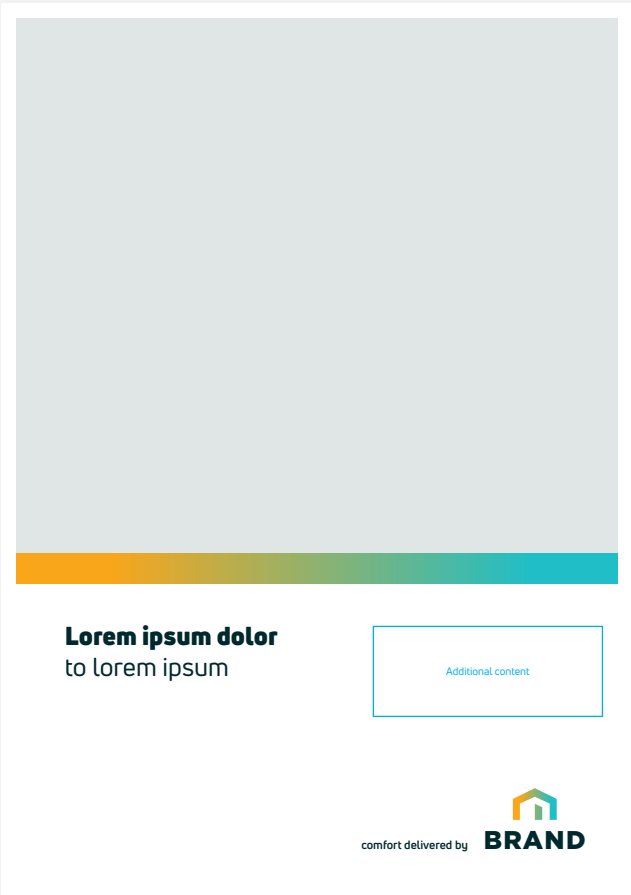 Lorem ipsum dolor
to lorem ipsum
Additional content
comfort delivered by
BRAND